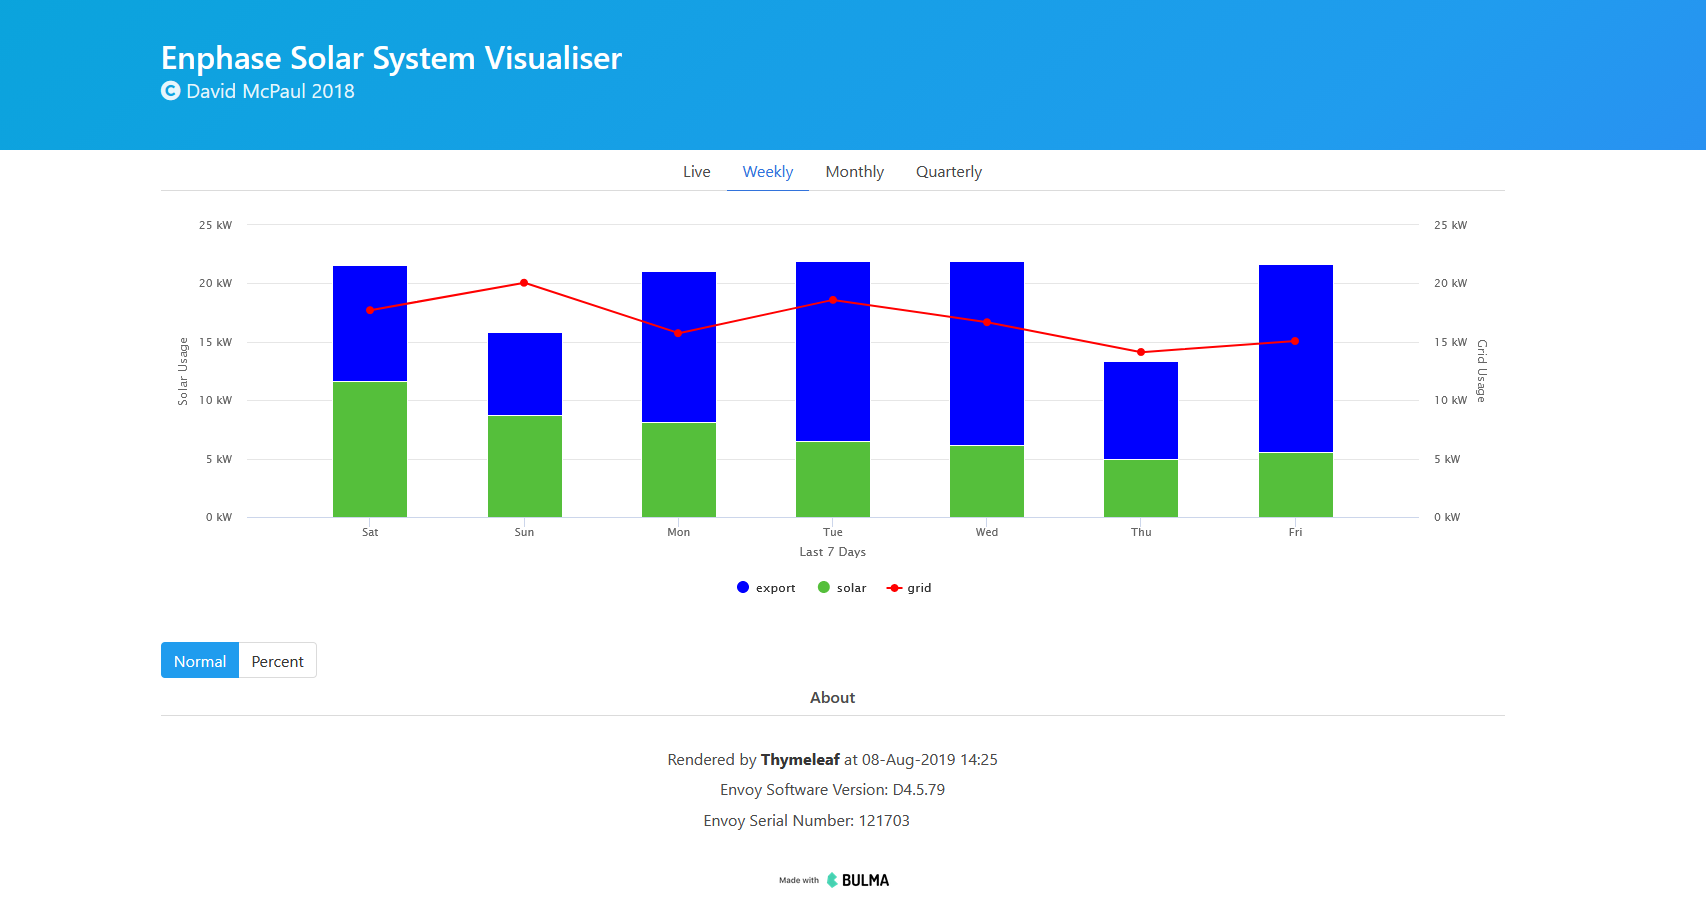 Enphase Solar System Visualiser
© David McPaul 2018
Live Weekly Monthly Quarterly
25 kW 25 kW
20 kW 20 kW
15 kW 15 kW
10 kW 10 kW
5 kW 5 kW
0 kW 0 kW
Solar Usage
Grid Usage
Sat Sun Mon Tue Wed Thu Fri
Last 7 Days
export solar grid
Normal Percent
About
Rendered by Thymeleaf at 08-Aug-2019 14:25
Envoy Software Version: D4.5.79
Envoy Serial Number: 121703
Made with BULMA